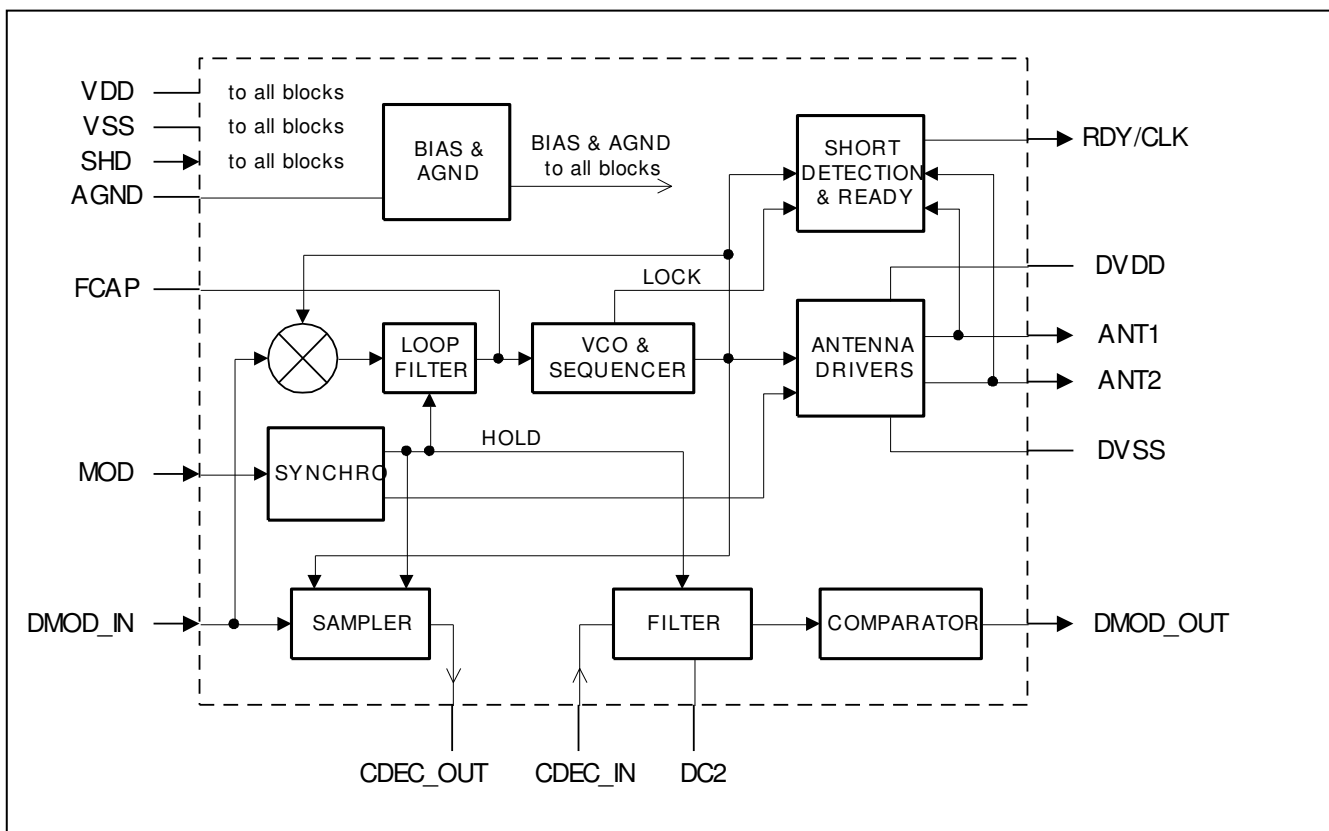 VDD
to all blocks
VSS
to all blocks
SHD
to all blocks
AGND
BIAS &
AGND
BIAS & AGND
to all blocks
SHORT
DETECTION
& READY
RDY/CLK
FCAP
LOCK
DVDD
LOOP
FILTER
VCO &
SEQUENCER
ANTENNA
DRIVERS
ANT1
ANT2
HOLD
DVSS
MOD
SYNCHRO
DMOD_IN
SAMPLER
FILTER
COMPARATOR
DMOD_OUT
CDEC_OUT
CDEC_IN
DC2